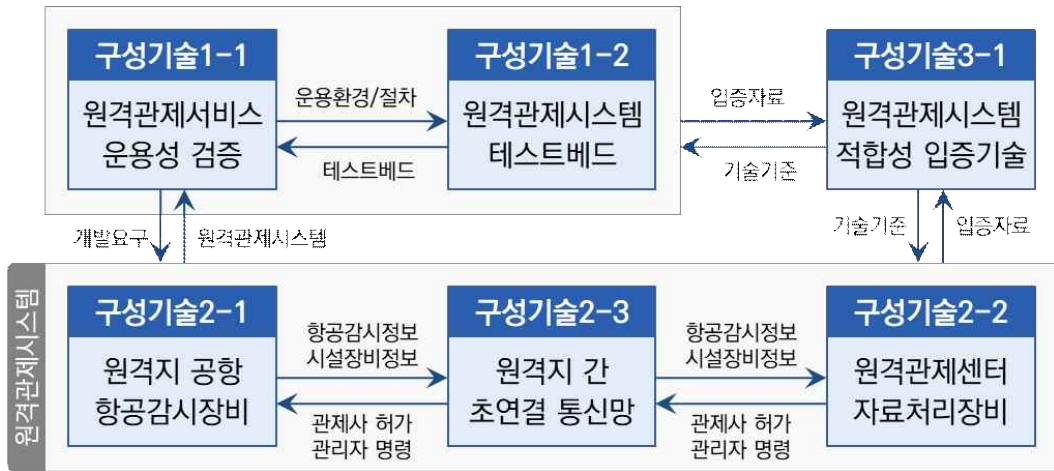 구성기술1-1
원격관제서비스
운용성 검증
운용환경/절차
테스트베드
구성기술1-2
원격관제시스템
테스트베드
입증자료
기술기준
구성기술3-1
원격관제시스템
적합성 입증기술
개발요구
원격관제시스템
기술기준
입증자료
원격관제시스템
구성기술2-1
원격지 공항
항공감시장비
항공감시정보
시설장비정보
관제사 허가
관리자 명령
구성기술2-3
원격지 간
초연결 통신망
항공감시정보
시설장비정보
관제사 허가
관리자 명령
구성기술2-2
원격관제센터
자료처리장비